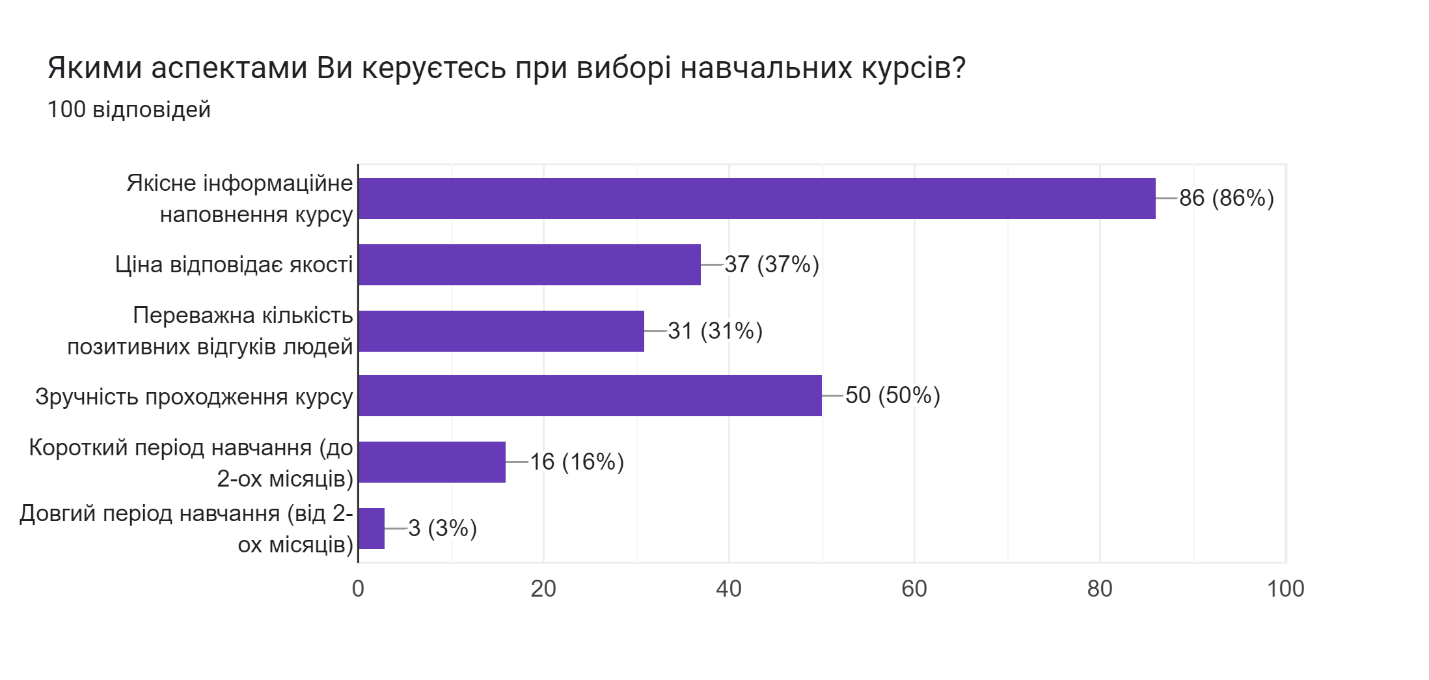 Якими аспектами Ви керуєтесь при виборі навчальних курсів?
100 відповідей
Якісне інформаційне
наповнення курсу
86 (86%)
Ціна відповідає якості
37 (37%)
Переважна кількість
позитивних відгуків людей
31 (31%)
Зручність проходження курсу
50 (50%)
Короткий період навчання (до
2-ох місяців)
16 (16%)
Довгий період навчання (від 2-
ох місяців)
3 (3%)
0 20 40 60 80 100